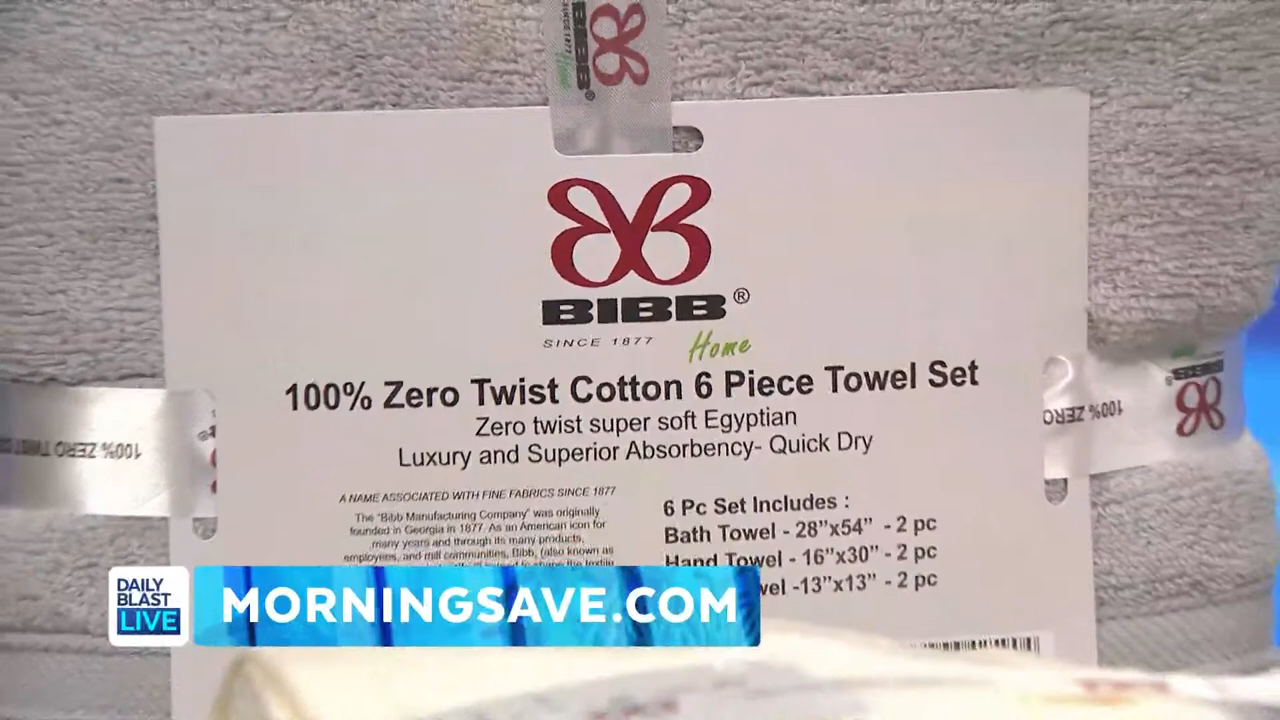 BIBB
Home
BIBB®
SINCE 1877
Home
100% Zero Twist Cotton 6 Piece Towel Set
Zero twist super soft Egyptian
Luxury and Superior Absorbency- Quick Dry
100% ZERO TWIST
100% ZERO
A NAME ASSOCIATED WITH FINE FABRICS SINCE 1877
The "Bibb Manufacturing Company" was originally
founded in Georgia in 1877. As an American icon for
many years and through its many products,
employees, and mill communities, Bibb, (also known as
6 Pc Set Includes :
Bath Towel - 28”x54” - 2 pc
Hand Towel - 16”x30” - 2 pc
-13”x13” - 2 pc
DAILY
BLAST
LIVE
MORNINGSAVE.COM